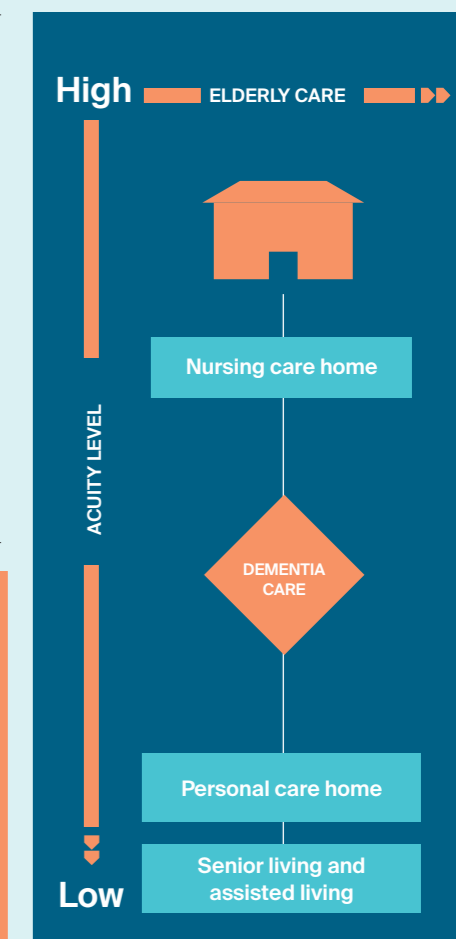 High
ELDERLY CARE
Nursing care home
ACUITY LEVEL
DEMENTIA
CARE
Personal care home
Senior living and
assisted living
Low